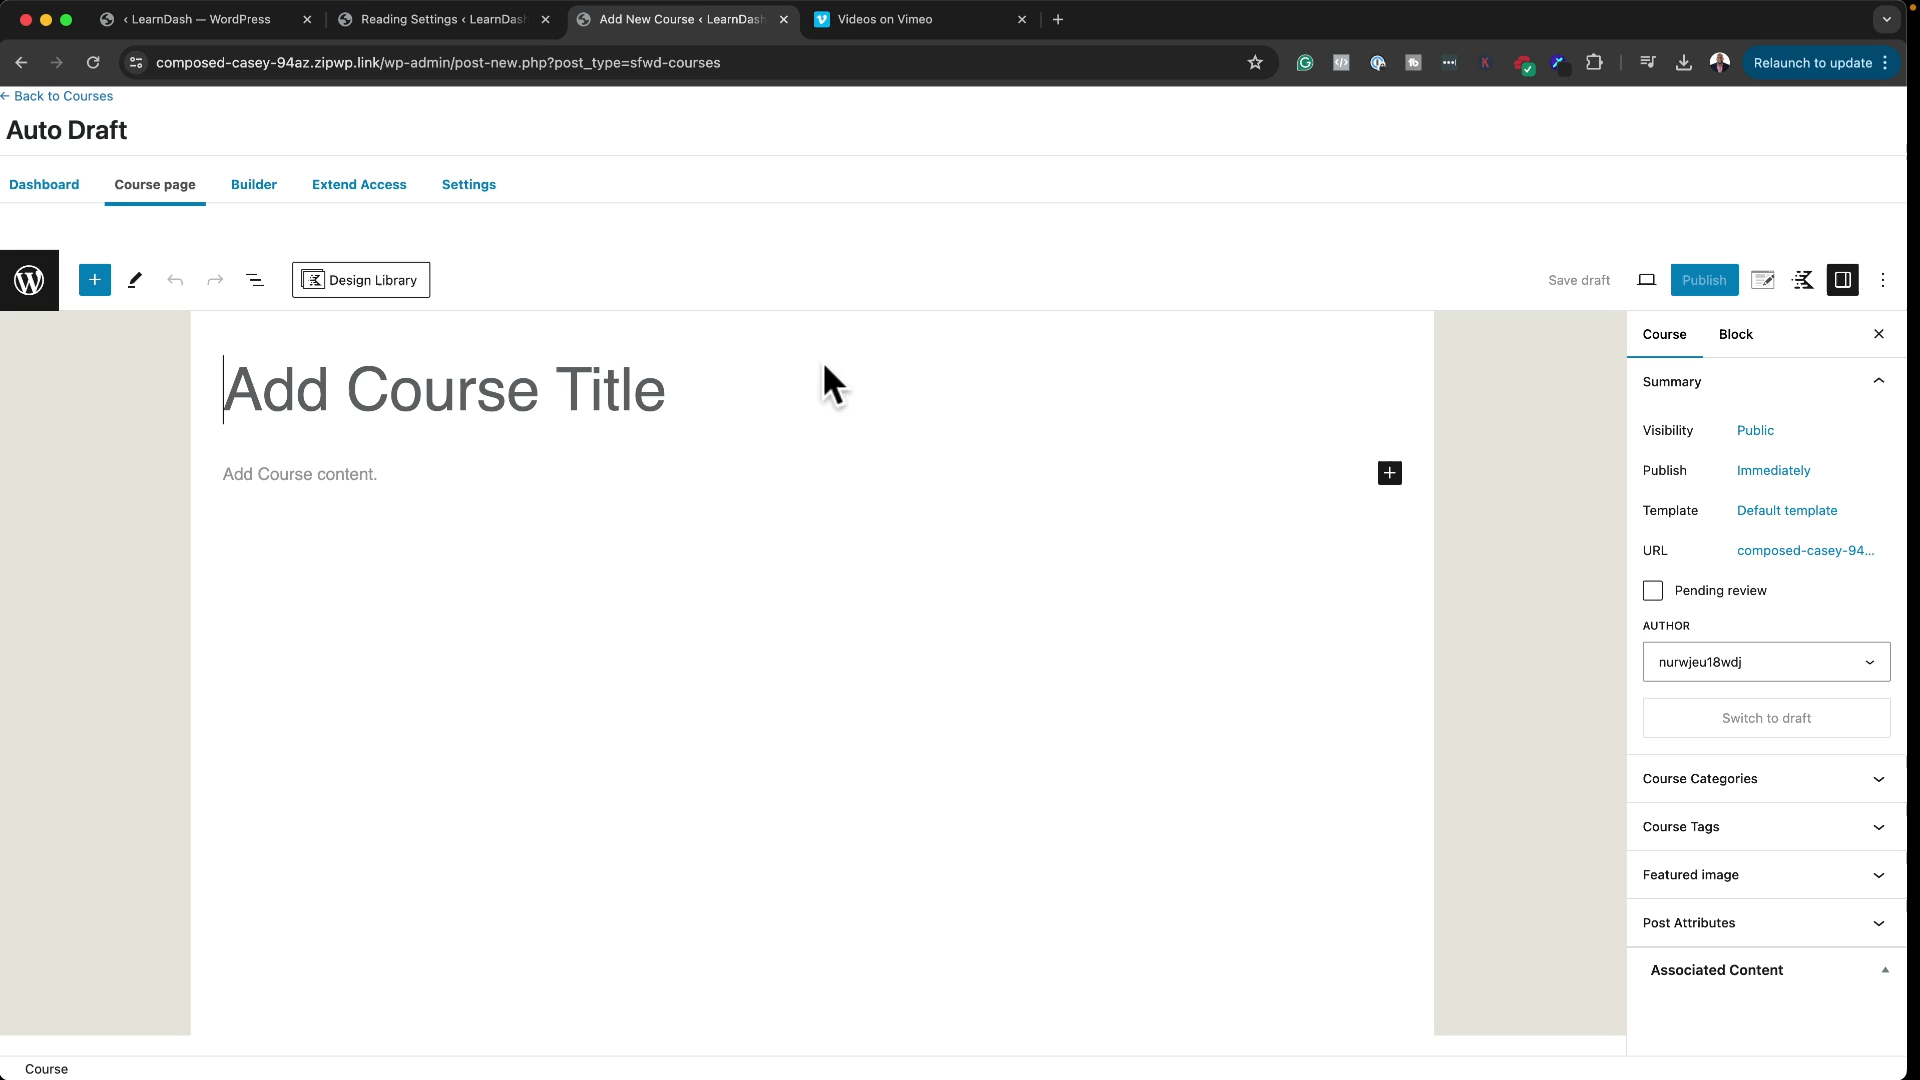 ‹ LearnDash — WordPress
Reading Settings ‹ LearnDash
Add New Course ‹ LearnDash
Videos on Vimeo
composed-casey-94az.zipwp.link/wp-admin/post-new.php?post_type=sfwd-courses
Relaunch to update
← Back to Courses
Auto Draft
Dashboard
Course page
Builder
Extend Access
Settings
Design Library
Save draft
Publish
Add Course Title
Add Course content.
Course
Block
Summary
Visibility
Public
Publish
Immediately
Template
Default template
URL
composed-casey-94...
Pending review
AUTHOR
nurwjeu18wdj
Switch to draft
Course Categories
Course Tags
Featured image
Post Attributes
Associated Content
Course